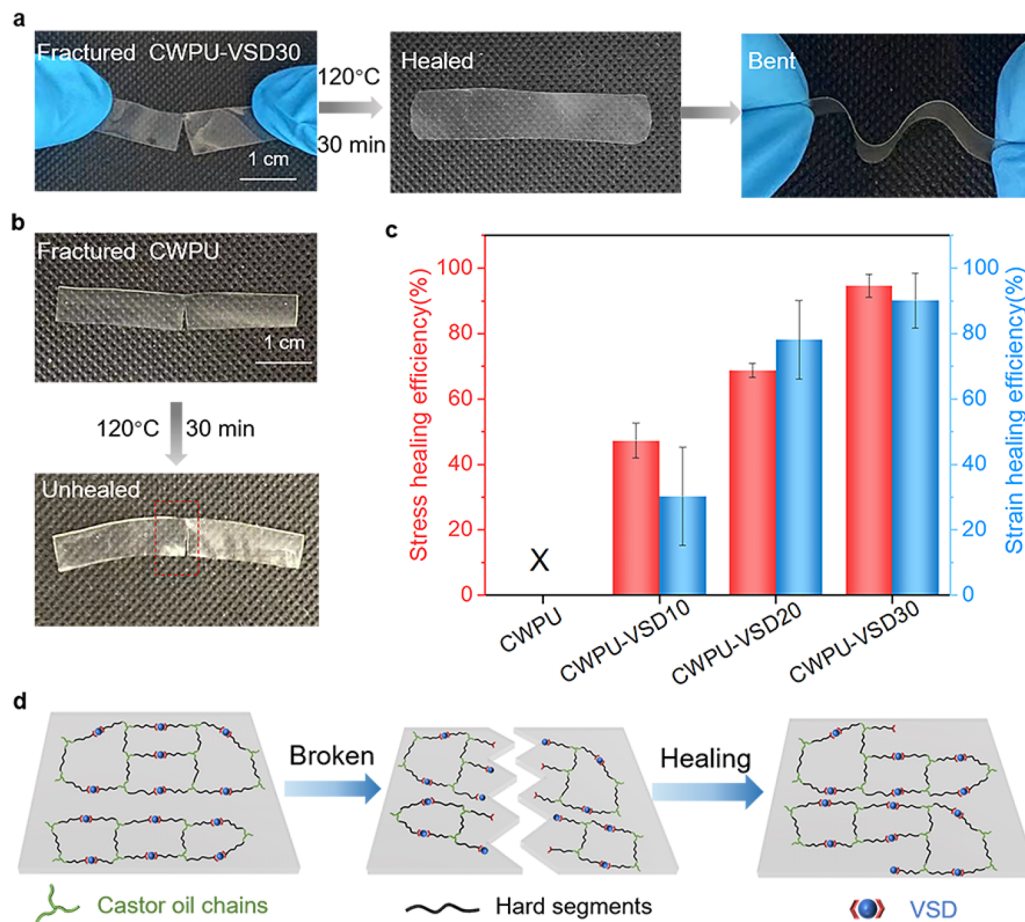 a
Fractured CWPU-VSD30
1 cm
120°C
30 min
Healed
Bent
b
Fractured CWPU
1 cm
120°C 30 min
Unhealed
c
Stress healing efficiency(%)
100
80
60
40
20
0
X
CWPU
CWPU-VSD10
CWPU-VSD20
CWPU-VSD30
100
80
60
40
20
0
Strain healing efficiency(%)
d
Broken
Healing
Castor oil chains
Hard segments
VSD